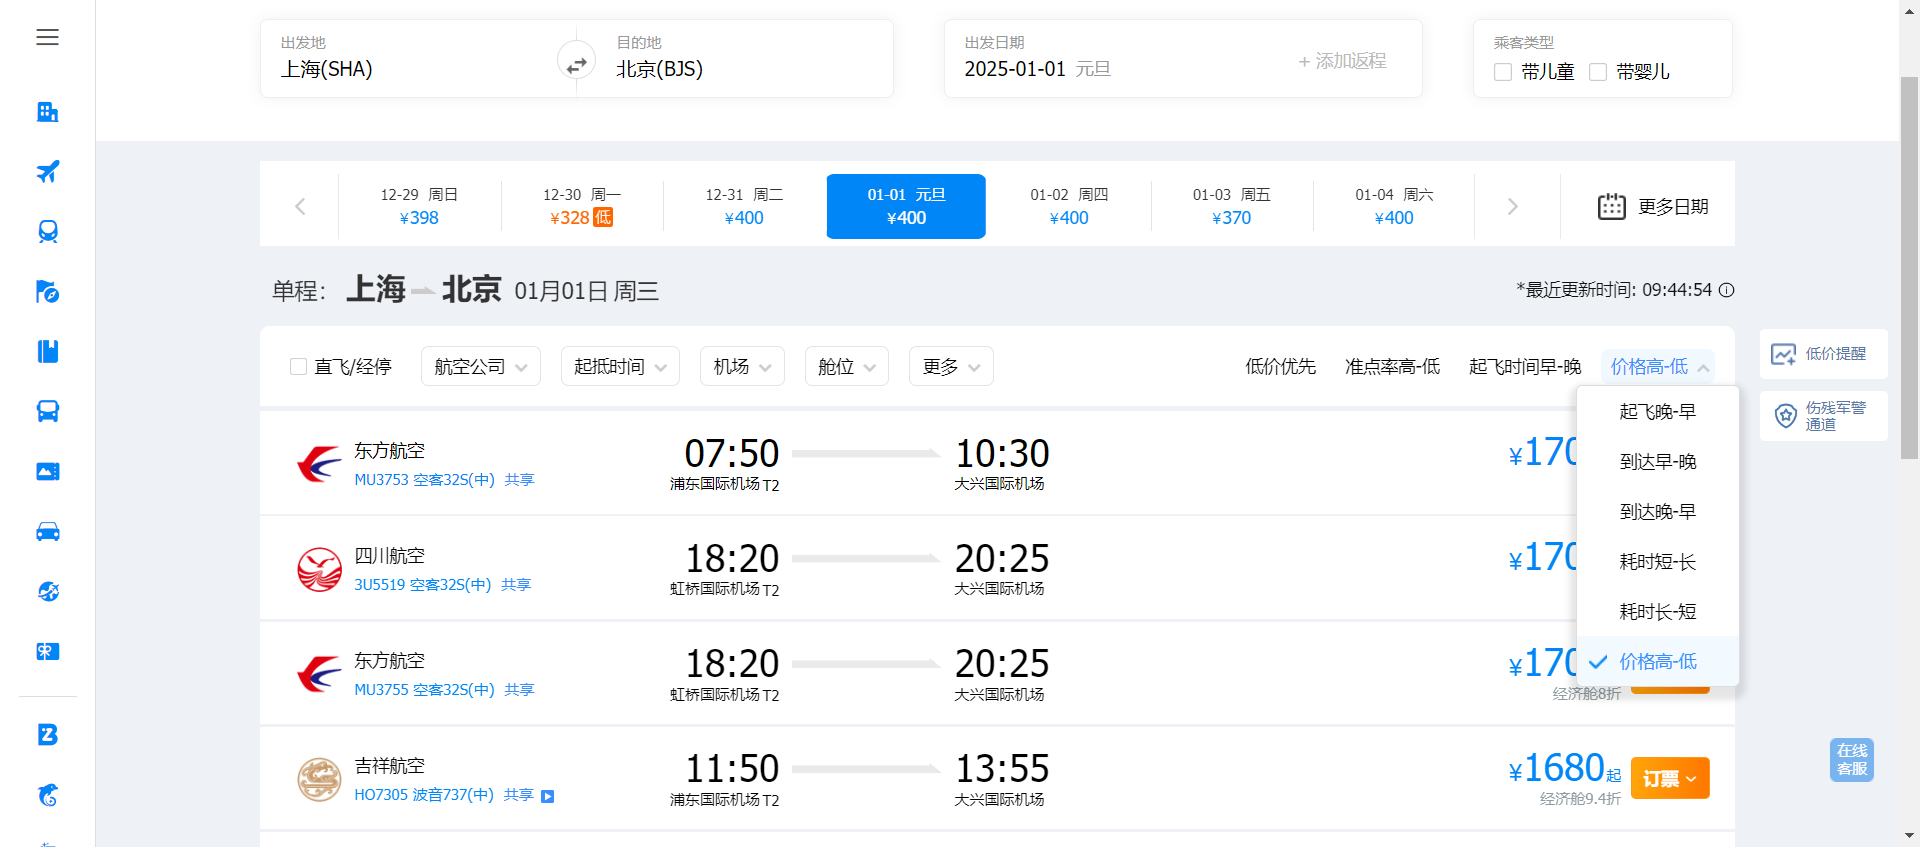 出发地
上海(SHA)
目的地
北京(BJS)
出发日期
2025-01-01 元旦
+ 添加返程
乘客类型
带儿童 带婴儿
12-29 周日
¥398
12-30 周一
¥328 低
12-31 周二
¥400
01-01 元旦
¥400
01-02 周四
¥400
01-03 周五
¥370
01-04 周六
¥400
更多日期
单程: 上海 北京 01月01日 周三
*最近更新时间: 09:44:54
直飞/经停 航空公司 起抵时间 机场 舱位 更多
低价优先 准点率高-低 起飞时间早-晚 价格高-低
起飞晚-早
到达早-晚
到达晚-早
耗时短-长
耗时长-短
价格高-低
低价提醒
伤残军警
通道
东方航空
MU3753 空客32S(中) 共享
07:50
浦东国际机场 T2
10:30
大兴国际机场
¥170
四川航空
3U5519 空客32S(中) 共享
18:20
虹桥国际机场 T2
20:25
大兴国际机场
¥170
东方航空
MU3755 空客32S(中) 共享
18:20
虹桥国际机场 T2
20:25
大兴国际机场
¥170
经济舱8折
吉祥航空
HO7305 波音737(中) 共享
11:50
浦东国际机场 T2
13:55
大兴国际机场
¥1680起
经济舱9.4折
订票
在线
客服